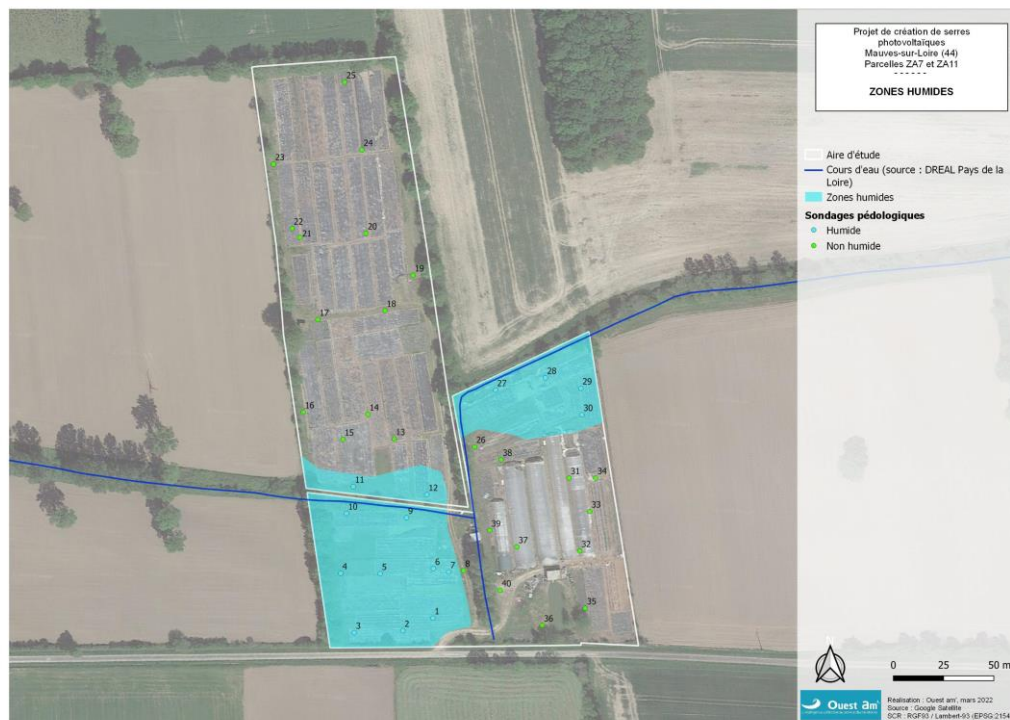 Projet de création de serres
photovoltaïques
Mauves-sur-Loire (44)
Parcelles ZA7 et ZA11
------
ZONES HUMIDES
Aire d'étude
Cours d'eau (source : DREAL Pays de la
Loire)
Zones humides
Sondages pédologiques
Humide
Non humide
25
24
23
22
21
20
19
18
17
16
14
15
13
11
12
10
9
4
5
6
7
8
1
2
3
28
27
29
30
26
38
31
34
33
39
37
32
40
35
36
N
0 25 50 m
Ouest am'
Réalisation : Ouest am', mars 2022
Source : Google Satellite
SCR : RGF93 / Lambert-93 (EPSG:2154